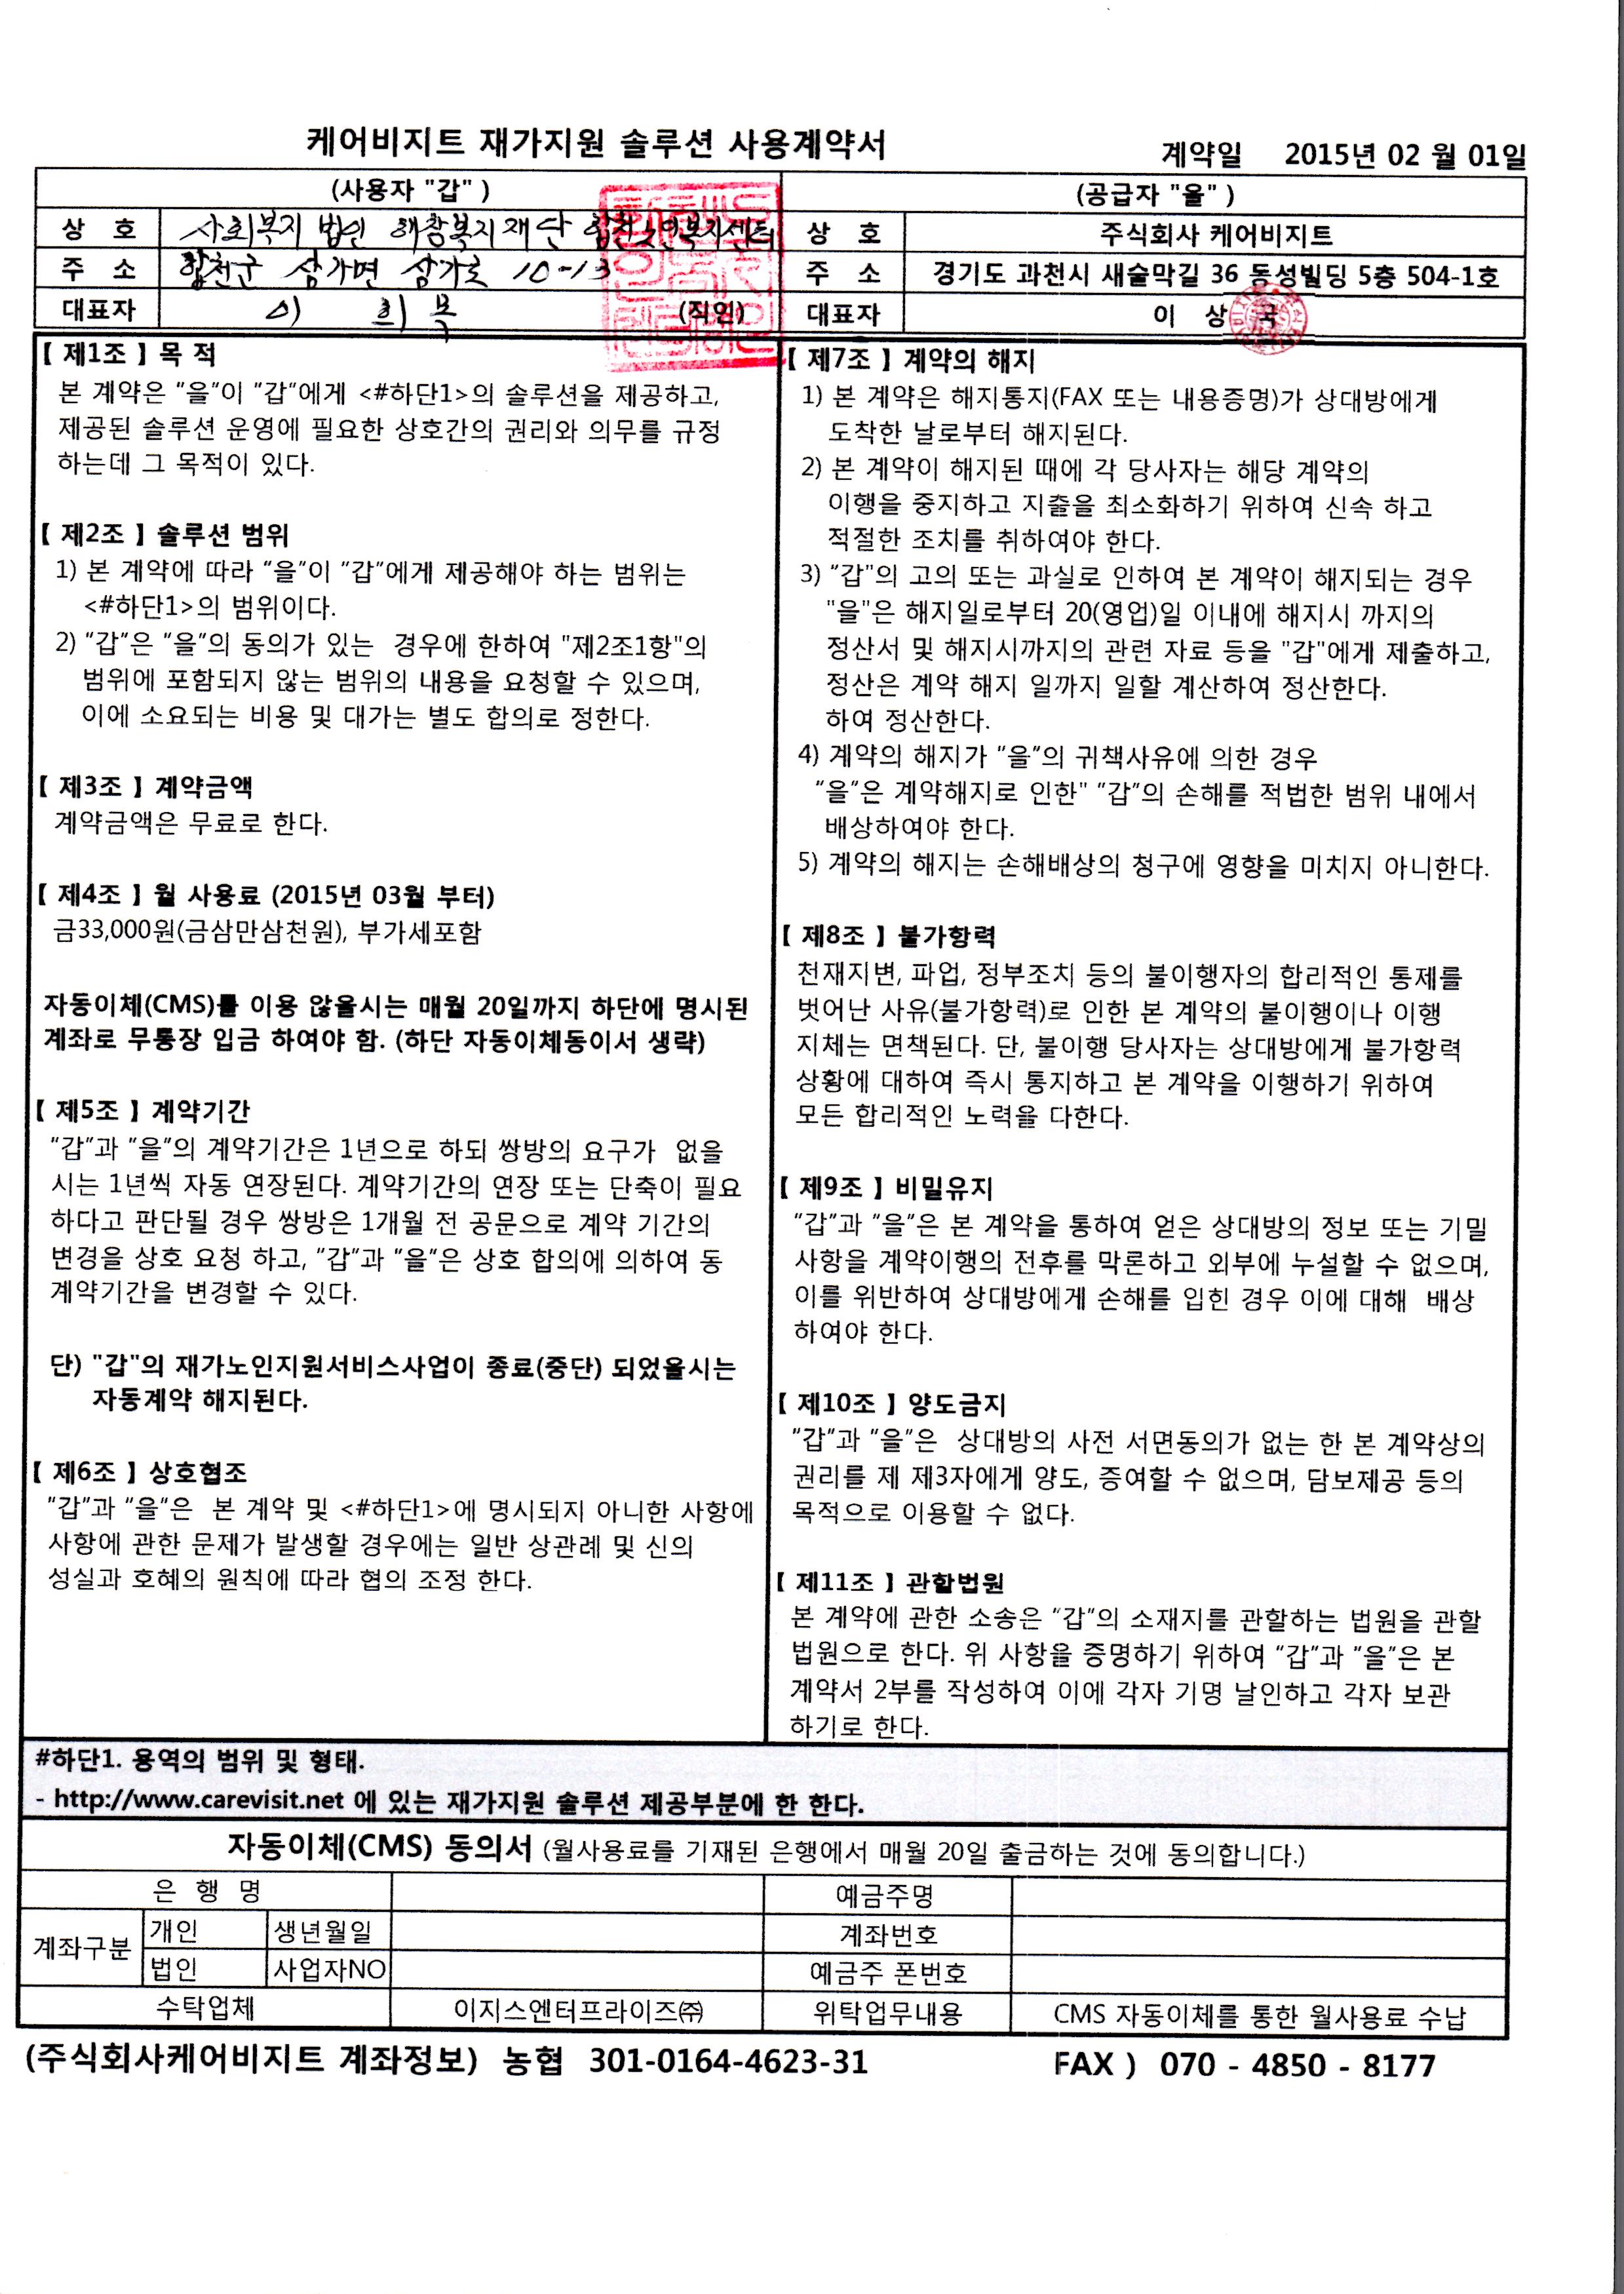 케어비지트 재가지원 솔루션 사용계약서
계약일 2015년 02 월 01일
(사용자 "갑" )
(공급자 "을" )
상 호 사회복지 법인 해창복지재단 합천노인복지센터
상 호 주식회사 케어비지트
주 소 합천군 삼가면 삼가로 10-13
주 소 경기도 과천시 새술막길 36 동성빌딩 5층 504-1호
대표자 이 희 복 (직인)
대표자 이 상 국
【 제1조 】 목 적
본 계약은 "을"이 "갑"에게 <#하단1>의 솔루션을 제공하고,
제공된 솔루션 운영에 필요한 상호간의 권리와 의무를 규정
하는데 그 목적이 있다.
【 제2조 】 솔루션 범위
1) 본 계약에 따라 "을"이 "갑"에게 제공해야 하는 범위는
<#하단1>의 범위이다.
2) "갑"은 "을"의 동의가 있는 경우에 한하여 "제2조1항"의
범위에 포함되지 않는 범위의 내용을 요청할 수 있으며,
이에 소요되는 비용 및 대가는 별도 합의로 정한다.
【 제3조 】 계약금액
계약금액은 무료로 한다.
【 제4조 】 월 사용료 (2015년 03월 부터)
금33,000원(금삼만삼천원), 부가세포함
자동이체(CMS)를 이용 않을시는 매월 20일까지 하단에 명시된
계좌로 무통장 입금 하여야 함. (하단 자동이체동이서 생략)
【 제5조 】 계약기간
"갑"과 "을"의 계약기간은 1년으로 하되 쌍방의 요구가 없을
시는 1년씩 자동 연장된다. 계약기간의 연장 또는 단축이 필요
하다고 판단될 경우 쌍방은 1개월 전 공문으로 계약 기간의
변경을 상호 요청 하고, "갑"과 "을"은 상호 합의에 의하여 동
계약기간을 변경할 수 있다.
단) "갑"의 재가노인지원서비스사업이 종료(중단) 되었을시는
자동계약 해지된다.
【 제6조 】 상호협조
"갑"과 "을"은 본 계약 및 <#하단1>에 명시되지 아니한 사항에
사항에 관한 문제가 발생할 경우에는 일반 상관례 및 신의
성실과 호혜의 원칙에 따라 협의 조정 한다.
【 제7조 】 계약의 해지
1) 본 계약은 해지통지(FAX 또는 내용증명)가 상대방에게
도착한 날로부터 해지된다.
2) 본 계약이 해지된 때에 각 당사자는 해당 계약의
이행을 중지하고 지출을 최소화하기 위하여 신속 하고
적절한 조치를 취하여야 한다.
3) "갑"의 고의 또는 과실로 인하여 본 계약이 해지되는 경우
"을"은 해지일로부터 20(영업)일 이내에 해지시 까지의
정산서 및 해지시까지의 관련 자료 등을 "갑"에게 제출하고,
정산은 계약 해지 일까지 일할 계산하여 정산한다.
하여 정산한다.
4) 계약의 해지가 "을"의 귀책사유에 의한 경우
"을"은 계약해지로 인한" "갑"의 손해를 적법한 범위 내에서
배상하여야 한다.
5) 계약의 해지는 손해배상의 청구에 영향을 미치지 아니한다.
【 제8조 】 불가항력
천재지변, 파업, 정부조치 등의 불이행자의 합리적인 통제를
벗어난 사유(불가항력)로 인한 본 계약의 불이행이나 이행
지체는 면책된다. 단, 불이행 당사자는 상대방에게 불가항력
상황에 대하여 즉시 통지하고 본 계약을 이행하기 위하여
모든 합리적인 노력을 다한다.
【 제9조 】 비밀유지
"갑"과 "을"은 본 계약을 통하여 얻은 상대방의 정보 또는 기밀
사항을 계약이행의 전후를 막론하고 외부에 누설할 수 없으며,
이를 위반하여 상대방에게 손해를 입힌 경우 이에 대해 배상
하여야 한다.
【 제10조 】 양도금지
"갑"과 "을"은 상대방의 사전 서면동의가 없는 한 본 계약상의
권리를 제 제3자에게 양도, 증여할 수 없으며, 담보제공 등의
목적으로 이용할 수 없다.
【 제11조 】 관할법원
본 계약에 관한 소송은 "갑"의 소재지를 관할하는 법원을 관할
법원으로 한다. 위 사항을 증명하기 위하여 "갑"과 "을"은 본
계약서 2부를 작성하여 이에 각자 기명 날인하고 각자 보관
하기로 한다.
#하단1. 용역의 범위 및 형태.
- http://www.carevisit.net 에 있는 재가지원 솔루션 제공부분에 한 한다.
자동이체(CMS) 동의서 (월사용료를 기재된 은행에서 매월 20일 출금하는 것에 동의합니다.)
은 행 명 예금주명
계좌구분 개인 생년월일 계좌번호
법인 사업자NO 예금주 폰번호
수탁업체 이지스엔터프라이즈㈜ 위탁업무내용 CMS 자동이체를 통한 월사용료 수납
(주식회사케어비지트 계좌정보) 농협 301-0164-4623-31
FAX ) 070 - 4850 - 8177